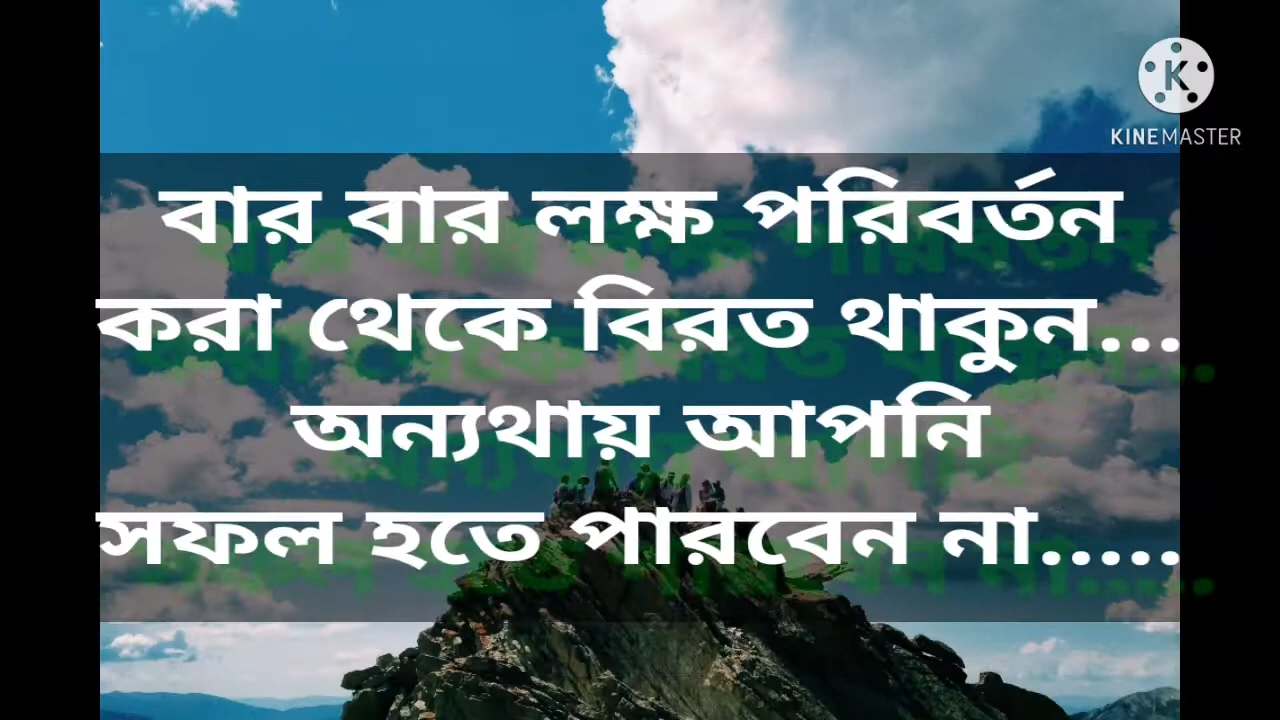 KINEMASTER
বার বার লক্ষ পরিবর্তন
করা থেকে বিরত থাকুন...
অন্যথায় আপনি
সফল হতে পারবেন না.....